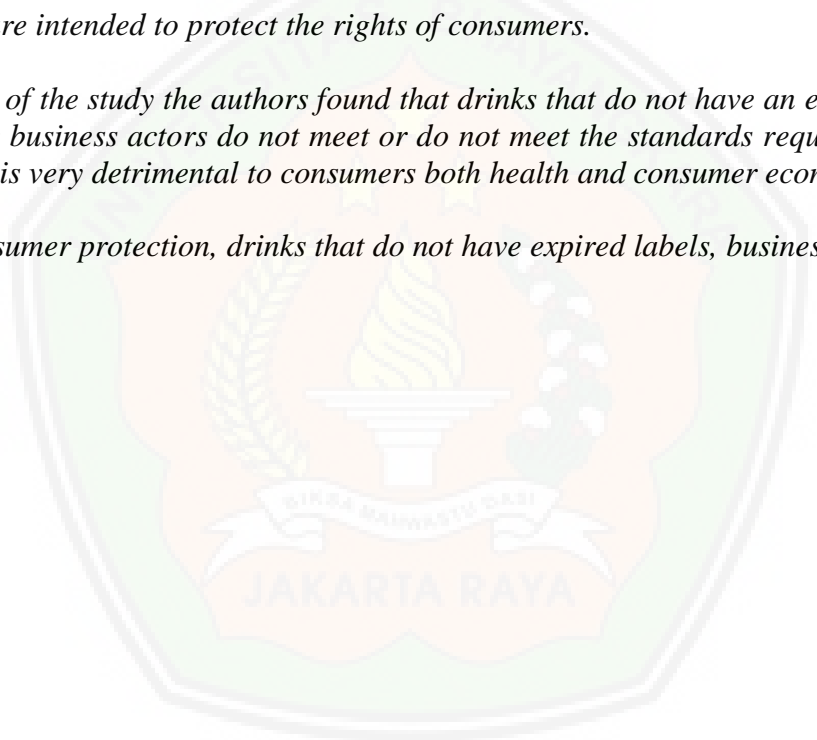 re intended to protect the rights of consumers.
of the study the authors found that drinks that do not have an e
business actors do not meet or do not meet the standards requ
is very detrimental to consumers both health and consumer econ
sumer protection, drinks that do not have expired labels, busines
JAKARTA RAYA